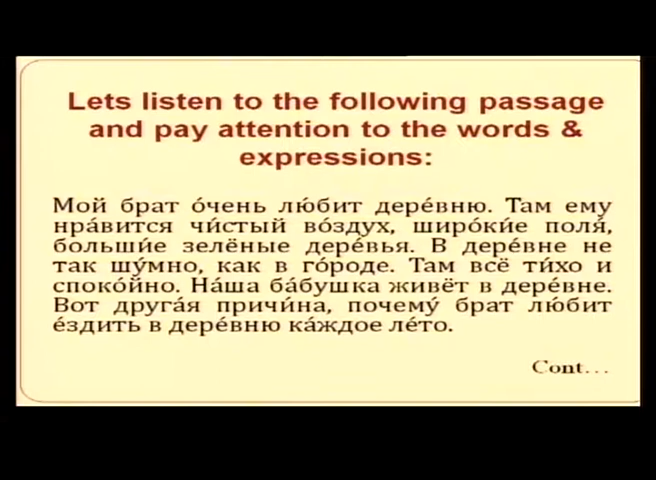 Lets listen to the following passage
and pay attention to the words &
expressions:
Мой брат о́чень лю́бит дере́вню. Там ему
нра́вится чи́стый во́здух, широ́ки́е поля́,
больши́е зелёные дере́вья. В дере́вне не
так шу́мно, как в го́роде. Там всё ти́хо и
споко́йно. На́ша ба́бушка живёт в дере́вне.
Вот друга́я причи́на, почему́ брат лю́бит
е́здить в дере́вню ка́ждое ле́то.
Cont...